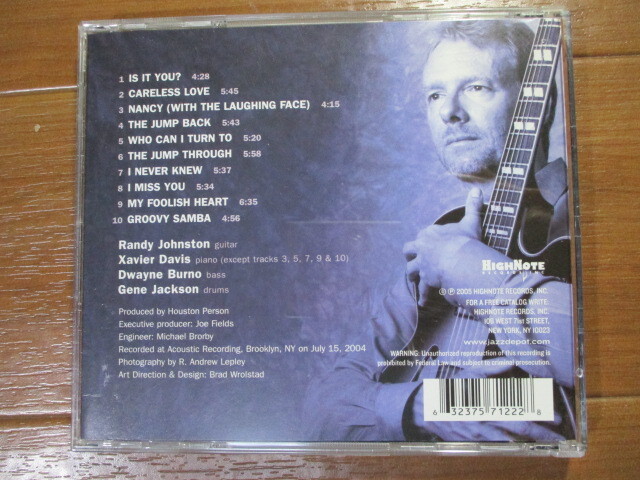 1 IS IT YOU? 4:28
2 CARELESS LOVE 5:45
3 NANCY (WITH THE LAUGHING FACE) 4:15
4 THE JUMP BACK 5:43
5 WHO CAN I TURN TO 5:20
6 THE JUMP THROUGH 5:58
7 I NEVER KNEW 5:37
8 I MISS YOU 5:34
9 MY FOOLISH HEART 6:35
10 GROOVY SAMBA 4:56
Randy Johnston guitar
Xavier Davis piano (except tracks 3, 5, 7, 9 & 10)
Dwayne Burno bass
Gene Jackson drums
Produced by Houston Person
Executive producer: Joe Fields
Engineer: Michael Brorby
Recorded at Acoustic Recording, Brooklyn, NY on July 15, 2004
Photography by R. Andrew Lepley
Art Direction & Design: Brad Wrolstad
HIGHNOTE
RECORDS, INC.
© ℗ 2005 HIGHNOTE RECORDS, INC.
FOR A FREE CATALOG WRITE:
HIGHNOTE RECORDS, INC.
106 WEST 71st STREET,
NEW YORK, NY 10023
www.jazzdepot.com
WARNING: Unauthorized reproduction of this recording is
prohibited by Federal Law and subject to criminal prosecution.
6 32375 71222 8